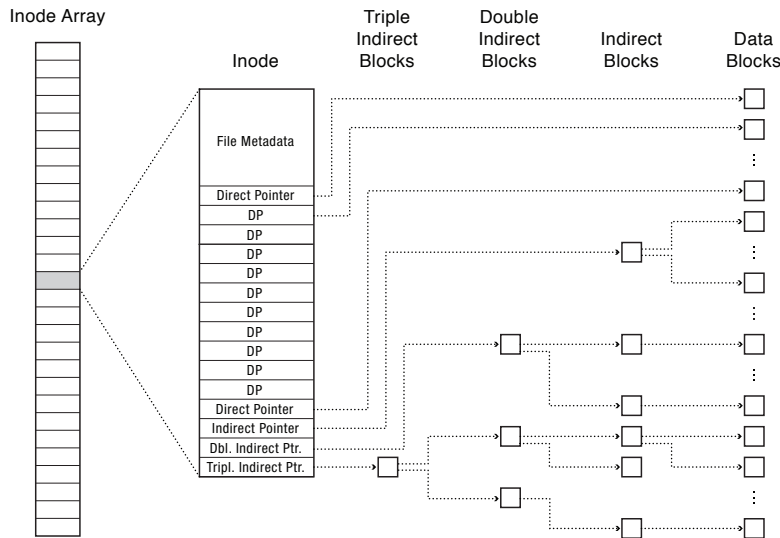 Inode Array
Inode
Triple
Indirect
Blocks
Double
Indirect
Blocks
Indirect
Blocks
Data
Blocks
File Metadata
Direct Pointer
DP
DP
DP
DP
DP
DP
DP
DP
DP
DP
Direct Pointer
Indirect Pointer
Dbl. Indirect Ptr.
Tripl. Indirect Ptr.